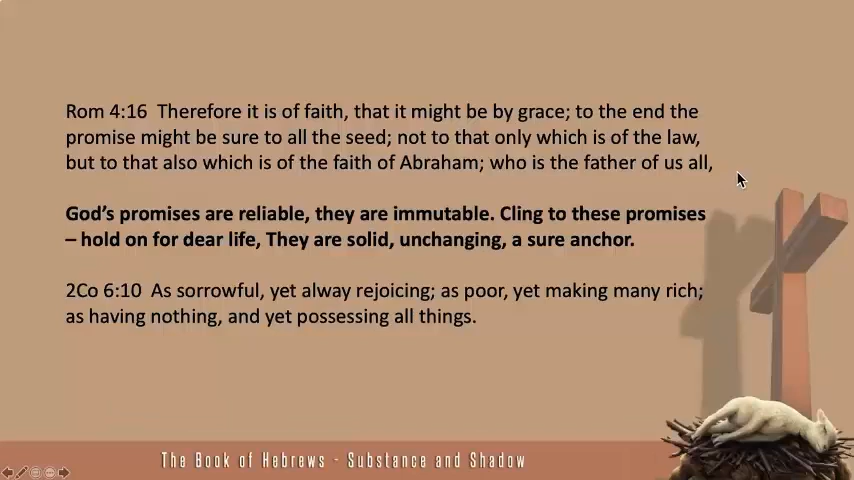 Rom 4:16  Therefore it is of faith, that it might be by grace; to the end the
promise might be sure to all the seed; not to that only which is of the law,
but to that also which is of the faith of Abraham; who is the father of us all,
God’s promises are reliable, they are immutable. Cling to these promises
– hold on for dear life, They are solid, unchanging, a sure anchor.
2Co 6:10  As sorrowful, yet alway rejoicing; as poor, yet making many rich;
as having nothing, and yet possessing all things.
The Book of Hebrews - Substance and Shadow